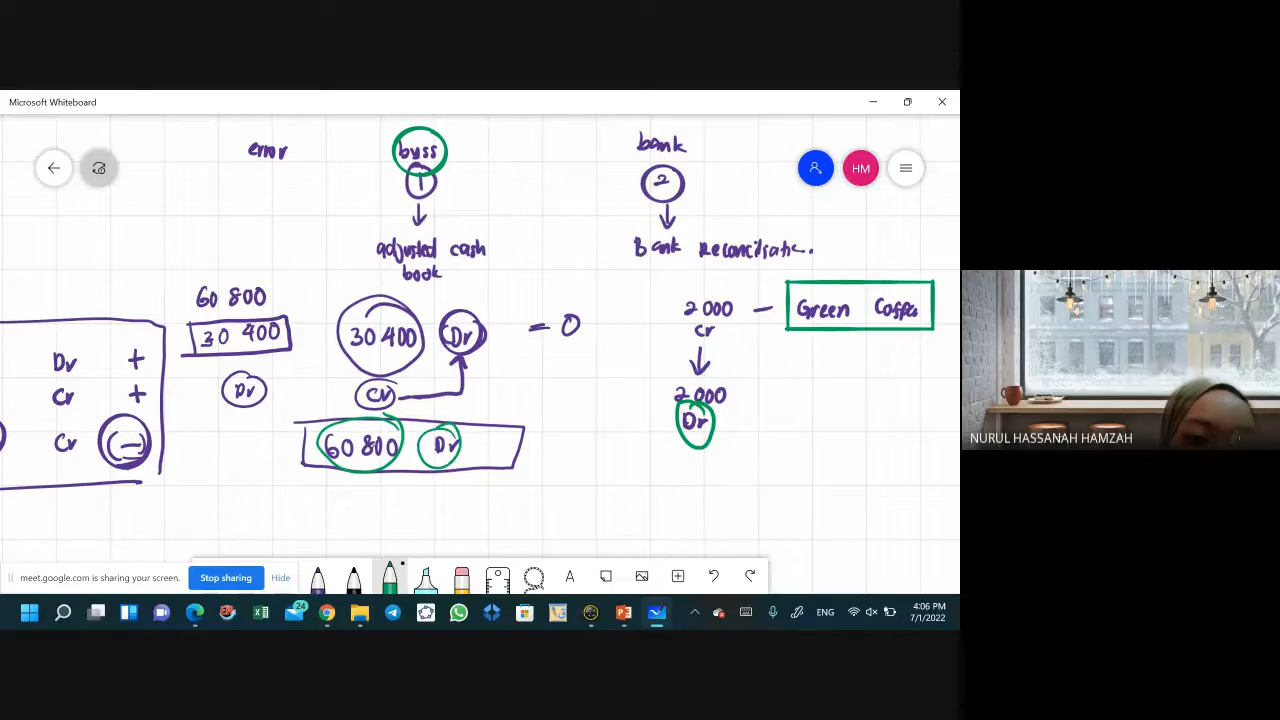 Microsoft Whiteboard
error
buss
bank
1
2
HM
adjusted cash
book
Bank Reconciliatn.
60 800
30 400
Dr
30 400 Dr = 0
Cr
60 800 Dr
2 000 - Green Coffee
cr
2 000
Dr
Dr +
Cr +
Cr (-)
NURUL HASSANAH HAMZAH
meet.google.com is sharing your screen.
Stop sharing
Hide
A
24
ENG
4:06 PM
7/1/2022